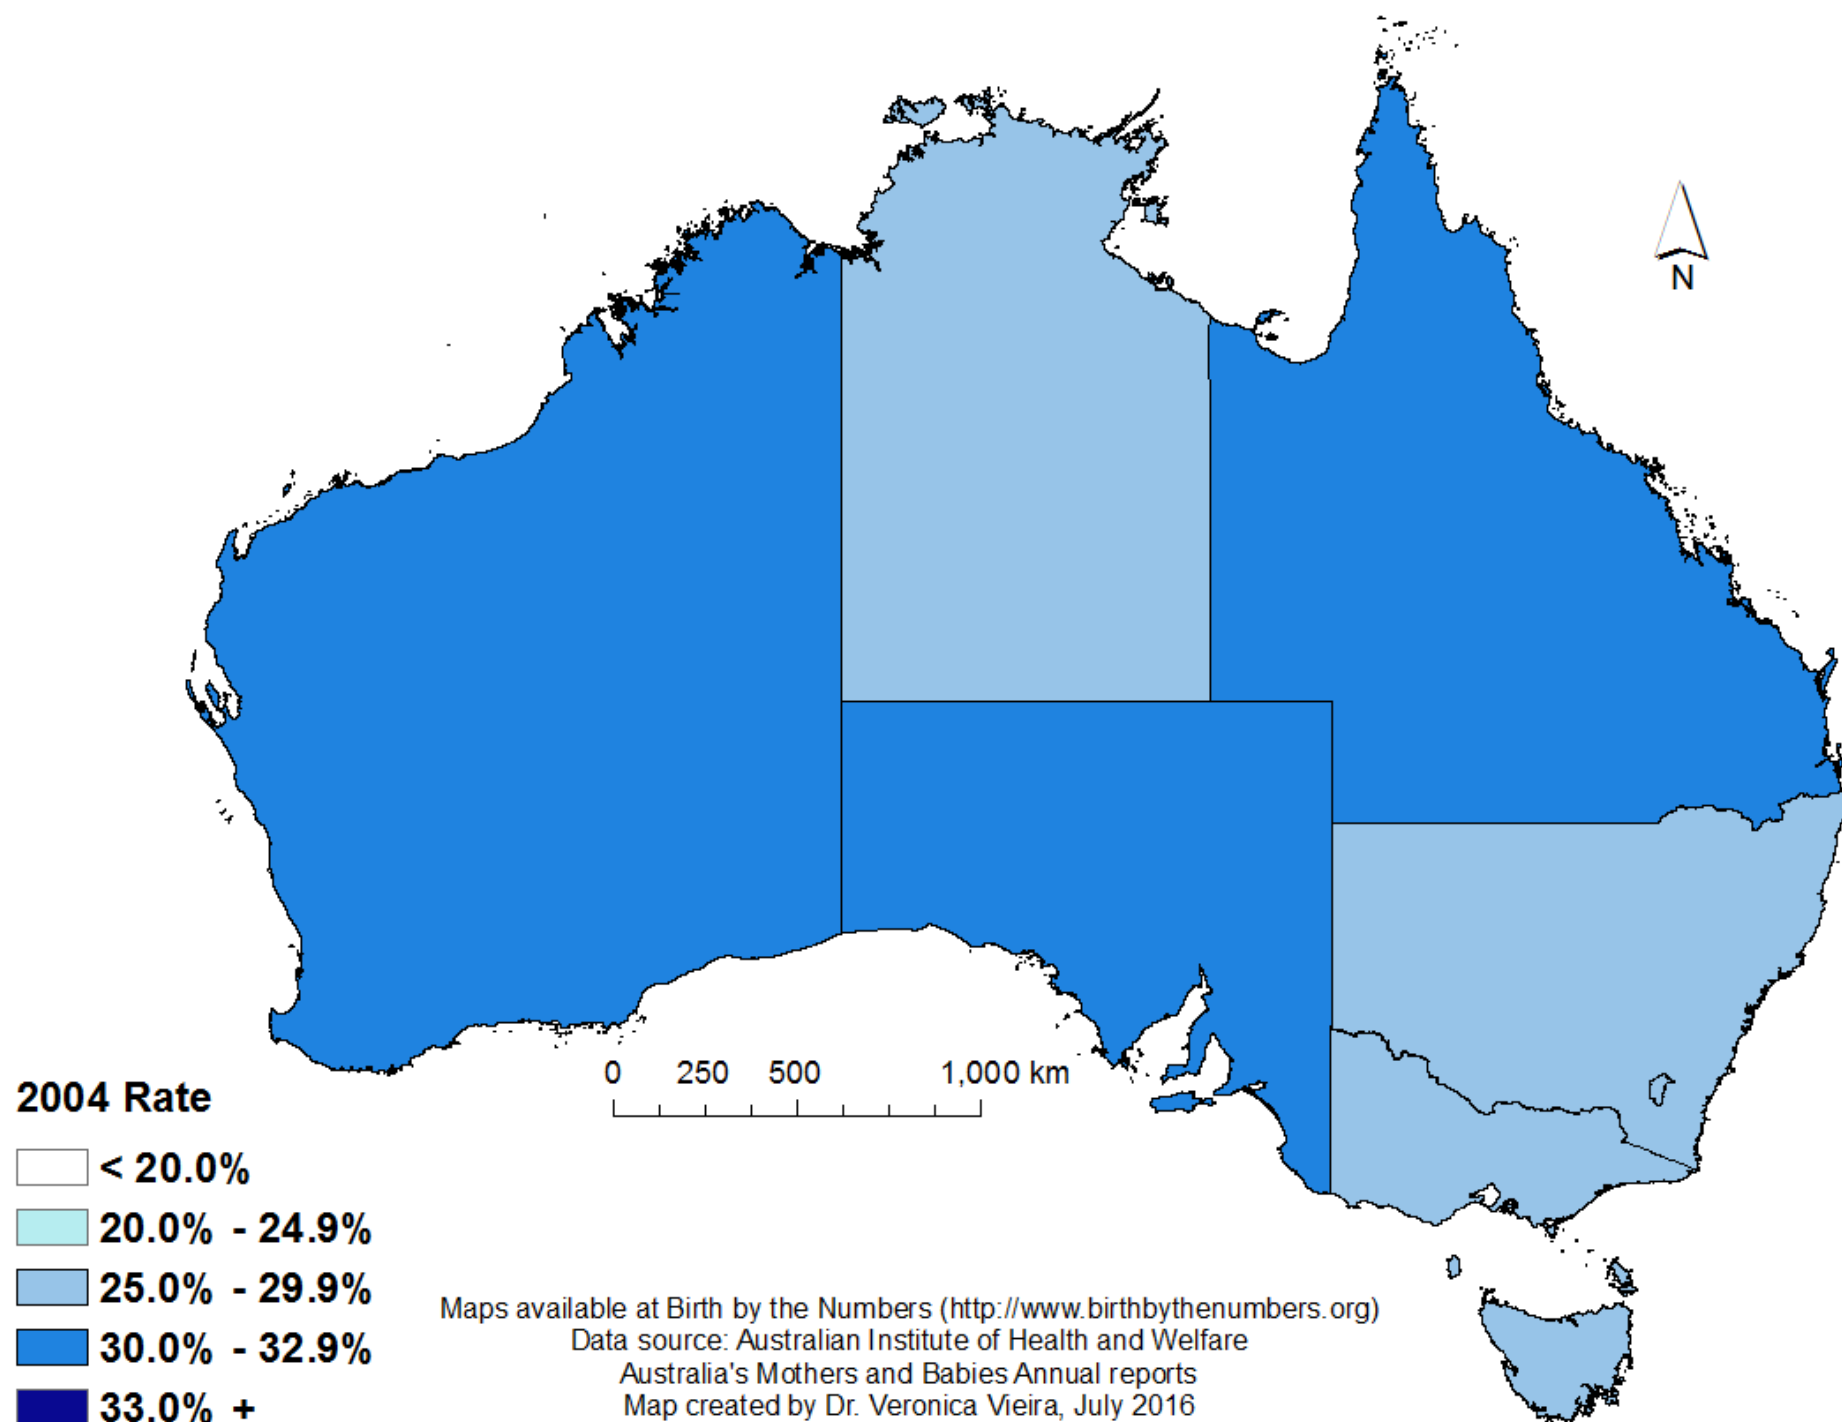 N
0 250 500 1,000 km
2004 Rate
< 20.0%
20.0% - 24.9%
25.0% - 29.9%
30.0% - 32.9%
33.0% +
Maps available at Birth by the Numbers (http://www.birthbythenumbers.org)
Data source: Australian Institute of Health and Welfare
Australia's Mothers and Babies Annual reports
Map created by Dr. Veronica Vieira, July 2016